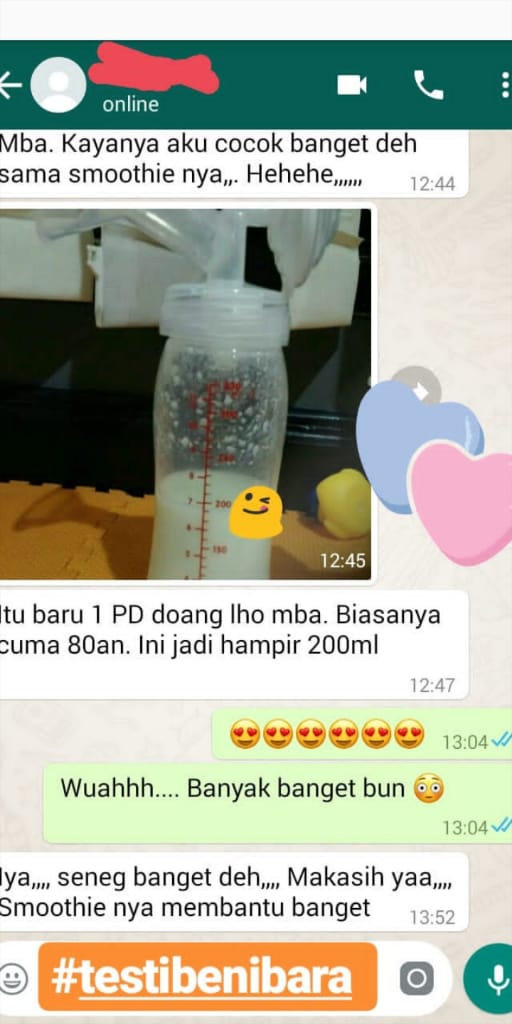 online
Mba. Kayanya aku cocok banget deh
sama smoothie nya,,. Hehehe,,,,,,
12:44
200
150
12:45
Itu baru 1 PD doang lho mba. Biasanya
cuma 80an. Ini jadi hampir 200ml
12:47
13:04
Wuahhh.... Banyak banget bun
13:04
Iya,,,, seneng banget deh,,,, Makasih yaa,,,,
Smoothie nya membantu banget
13:52
#testibenibara